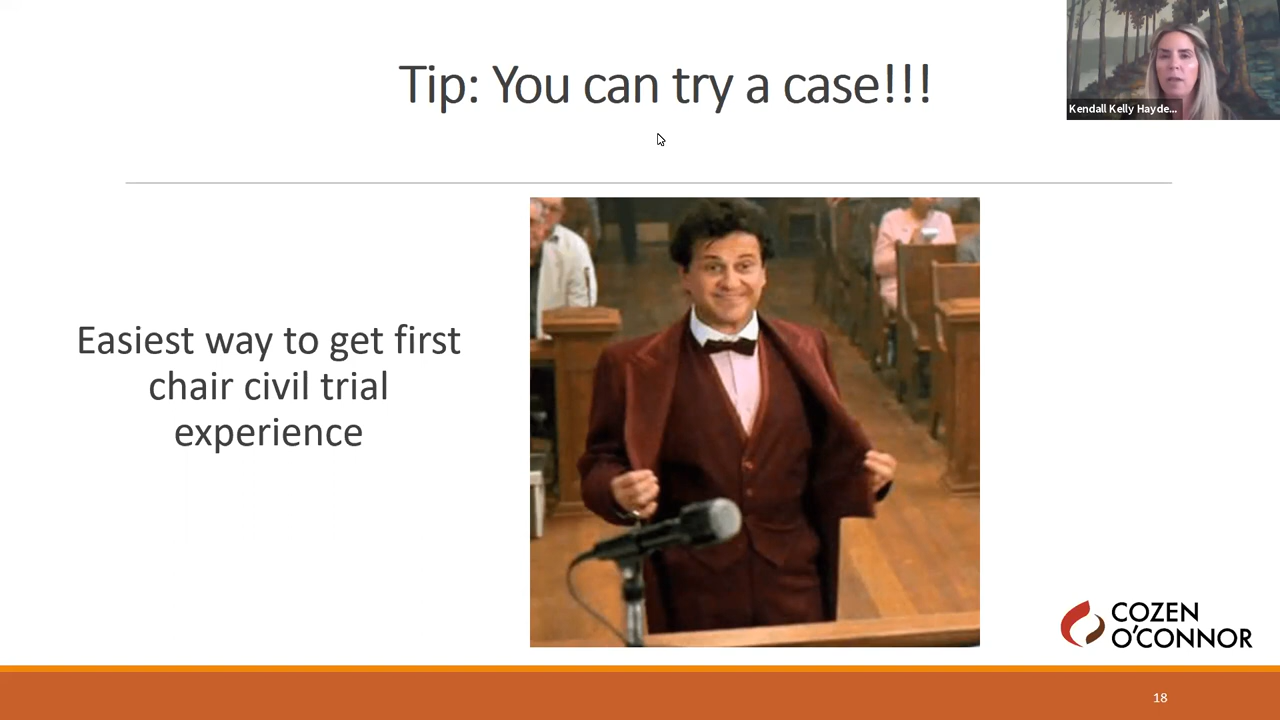 Tip: You can try a case!!!
Kendall Kelly Hayde...
Easiest way to get first
chair civil trial
experience
COZEN
O'CONNOR
18